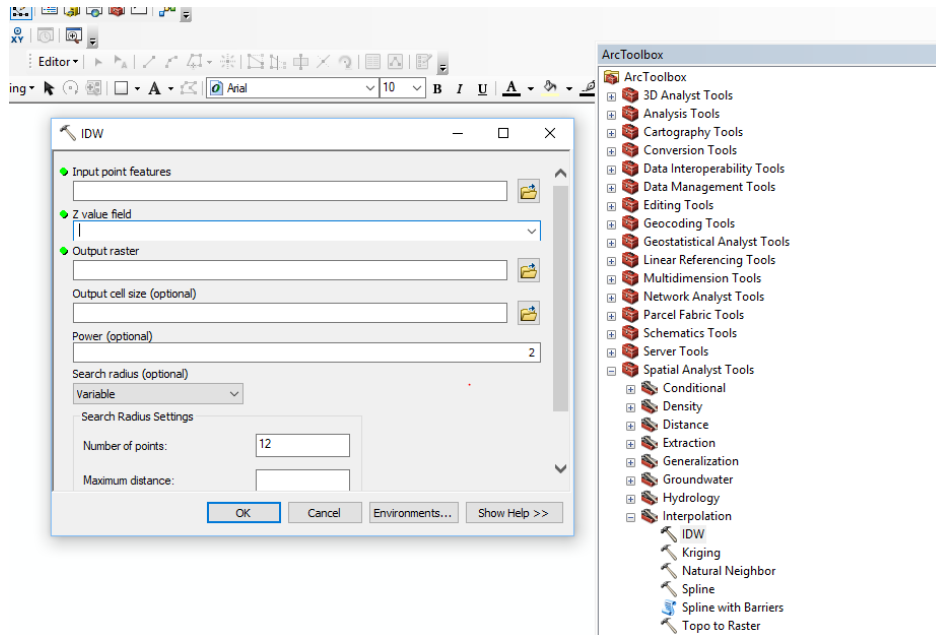 XY
Editor
ing
Arial
10
B I U A
A
IDW
Input point features
Z value field
Output raster
Output cell size (optional)
Power (optional)
2
Search radius (optional)
Variable
Search Radius Settings
Number of points:
12
Maximum distance:
OK
Cancel
Environments...
Show Help >>
ArcToolbox
ArcToolbox
3D Analyst Tools
Analysis Tools
Cartography Tools
Conversion Tools
Data Interoperability Tools
Data Management Tools
Editing Tools
Geocoding Tools
Geostatistical Analyst Tools
Linear Referencing Tools
Multidimension Tools
Network Analyst Tools
Parcel Fabric Tools
Schematics Tools
Server Tools
Spatial Analyst Tools
Conditional
Density
Distance
Extraction
Generalization
Groundwater
Hydrology
Interpolation
IDW
Kriging
Natural Neighbor
Spline
Spline with Barriers
Topo to Raster